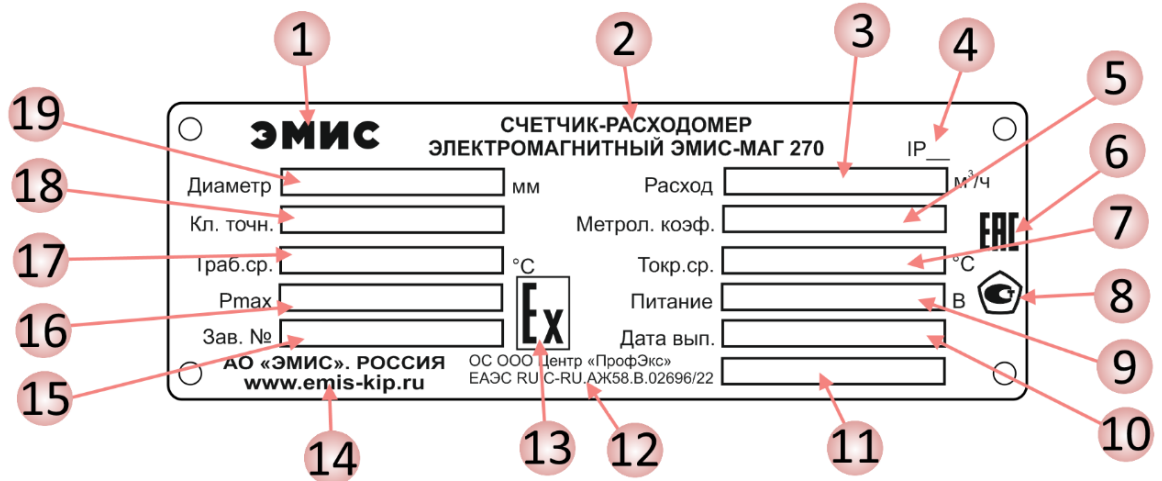 1
2
3
4
5
6
7
8
9
10
11
12
13
14
15
16
17
18
19
ЭМИС
СЧЕТЧИК-РАСХОДОМЕР
ЭЛЕКТРОМАГНИТНЫЙ ЭМИС-МАГ 270
IP__
Диаметр мм
Расход м³/ч
Кл. точн.
Метрол. коэф.
EAC
Tраб.ср. °C
Токр.ср. °C
Pmax
Питание В
Ex
Зав. №
Дата вып.
АО «ЭМИС». РОССИЯ
www.emis-kip.ru
ОС ООО Центр «ПрофЭкс»
ЕАЭС RU C-RU.АЖ58.В.02696/22